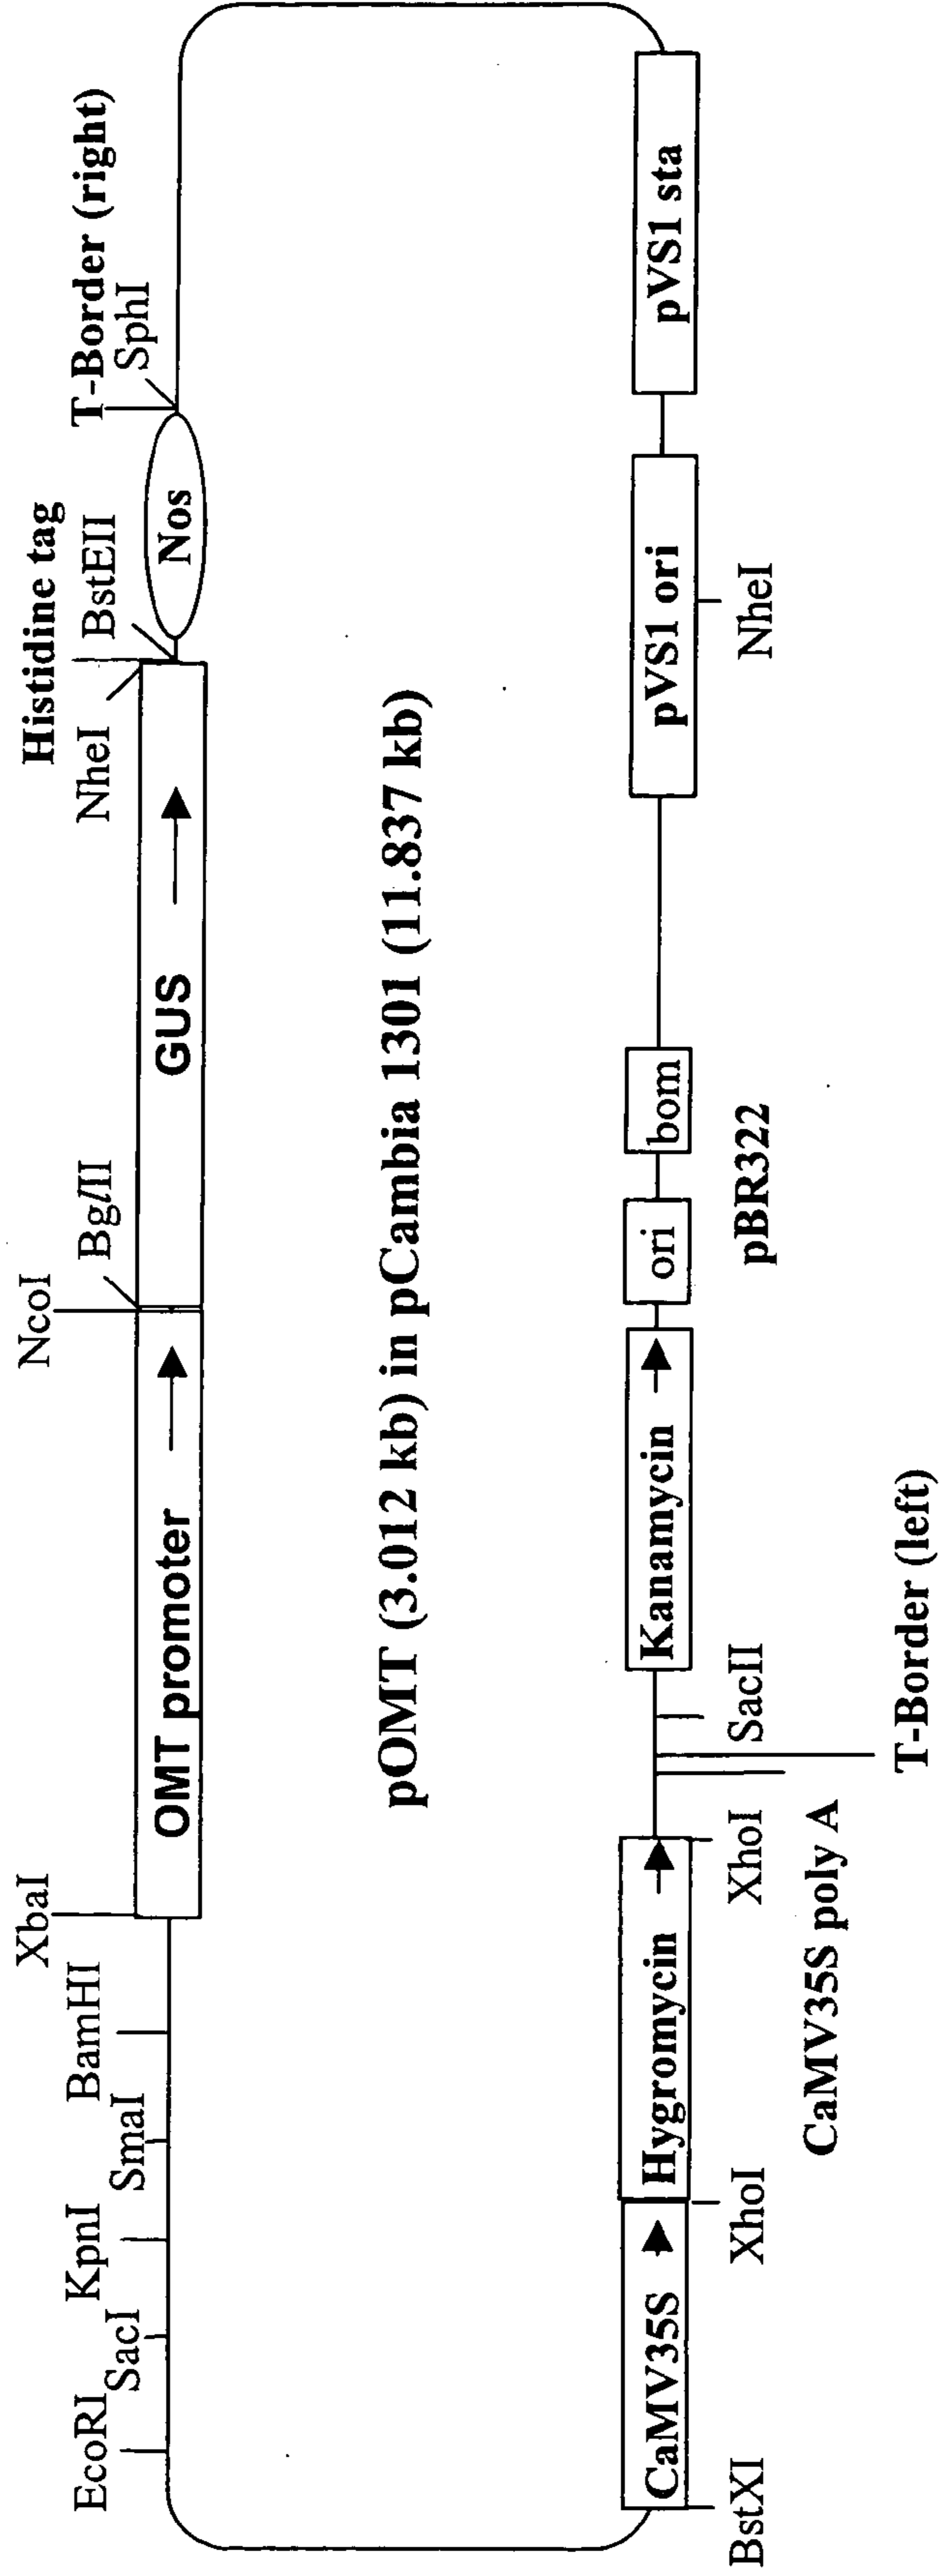 Histidine tag
T-Border (right)
NcoI
XbaI
EcoRI
SacI
KpnI
SmaI
BamHI
BglII
NheI
BstEII
SphI
OMT promoter
GUS
Nos
pOMT (3.012 kb) in pCambia 1301 (11.837 kb)
CaMV35S
Hygromycin
Kanamycin
ori
bom
pVS1 ori
pVS1 sta
BstXI
XhoI
XhoI
SacII
pBR322
NheI
CaMV35S poly A
T-Border (left)